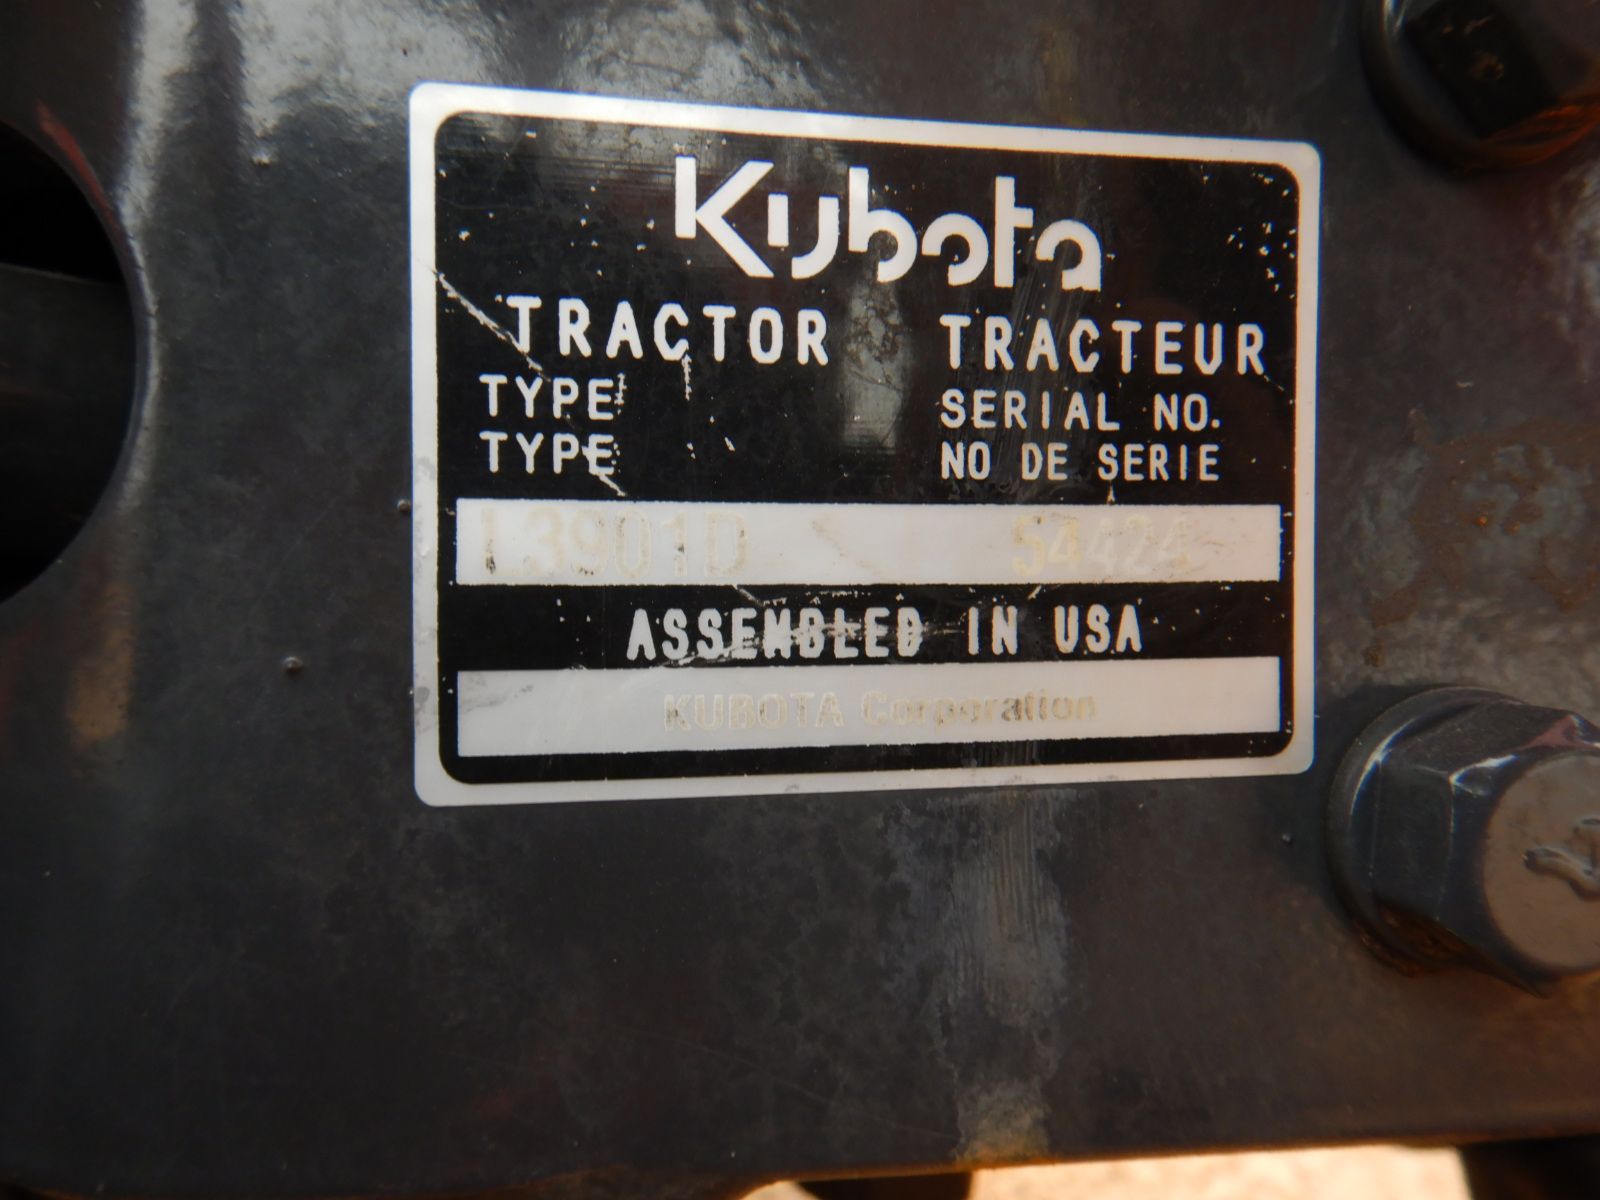 Kubota
TRACTOR TRACTEUR
TYPE SERIAL NO.
TYPE NO DE SERIE
L3901D 54424
ASSEMBLED IN USA
KUBOTA Corporation